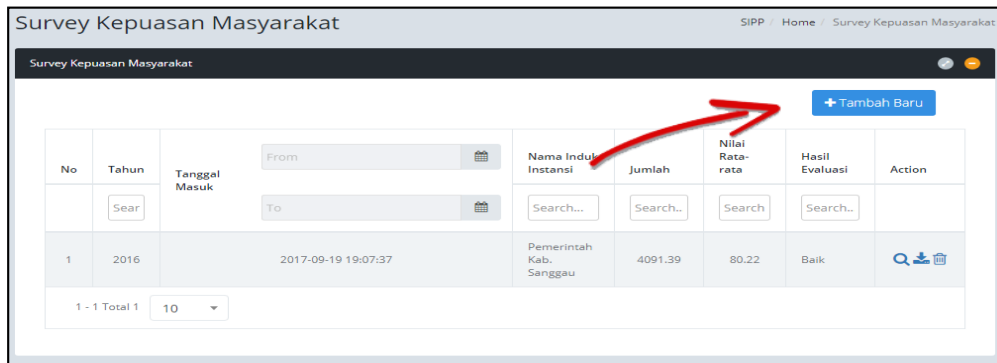 Survey Kepuasan Masyarakat
SIPP / Home / Survey Kepuasan Masyarakat
Survey Kepuasan Masyarakat
Tambah Baru
No
Tahun
Tanggal Masuk
From
Nama Induk Instansi
Jumlah
Nilai Rata-rata
Hasil Evaluasi
Action
Sear
To
Search...
Search..
Search
Search..
1
2016
2017-09-19 19:07:37
Pemerintah Kab. Sanggau
4091.39
80.22
Baik
1 - 1 Total 1
10